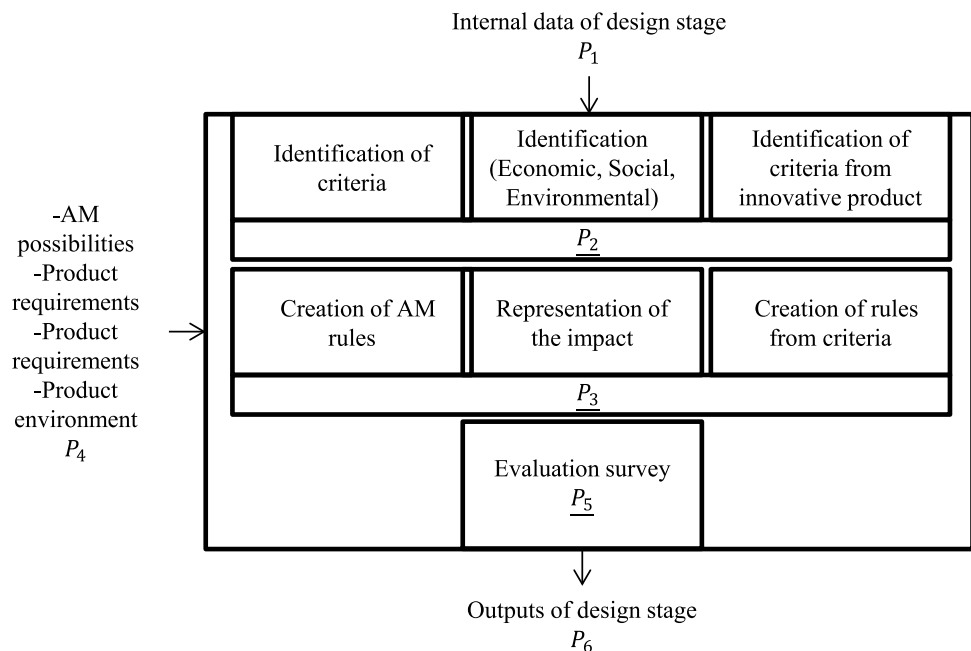 Internal data of design stage
P₁
Identification of
criteria
Identification
(Economic, Social,
Environmental)
Identification of
criteria from
innovative product
P₂
-AM
possibilities
-Product
requirements
-Product
requirements
-Product
environment
P₄
Creation of AM
rules
Representation of
the impact
Creation of rules
from criteria
P₃
Evaluation survey
P₅
Outputs of design stage
P₆